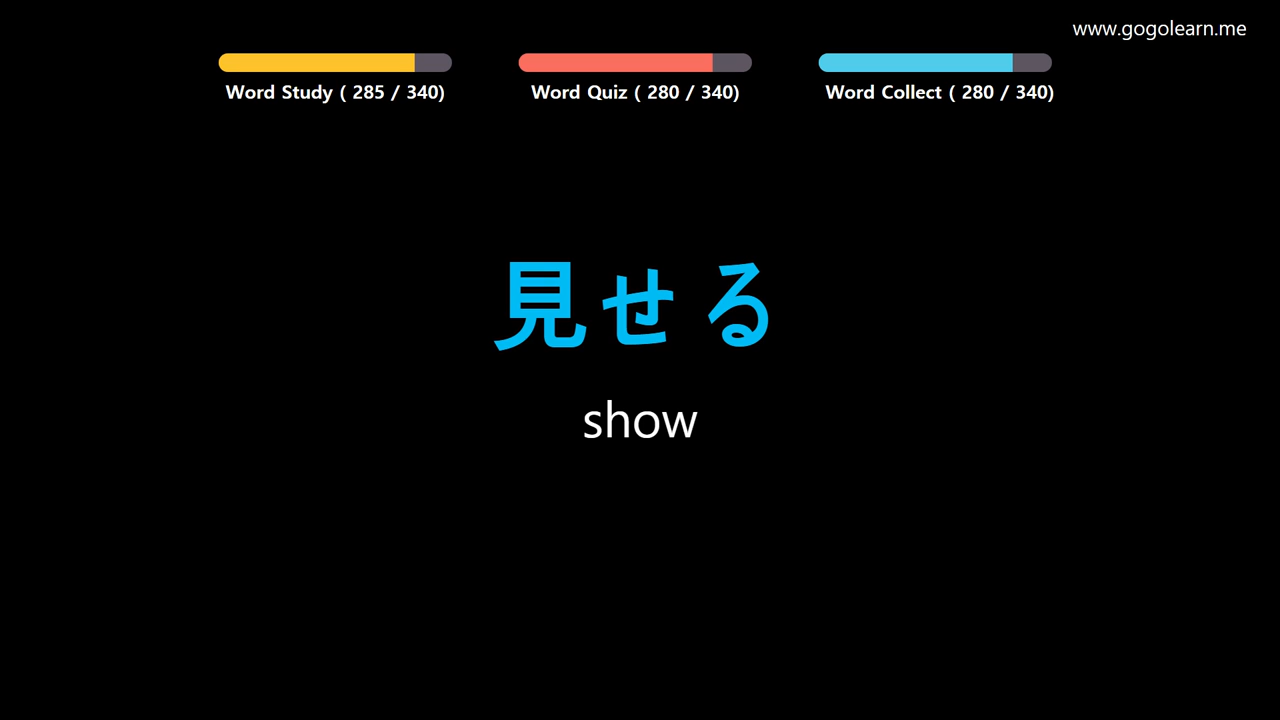 www.gogolearn.me
Word Study ( 285 / 340)
Word Quiz ( 280 / 340)
Word Collect ( 280 / 340)
見せる
show